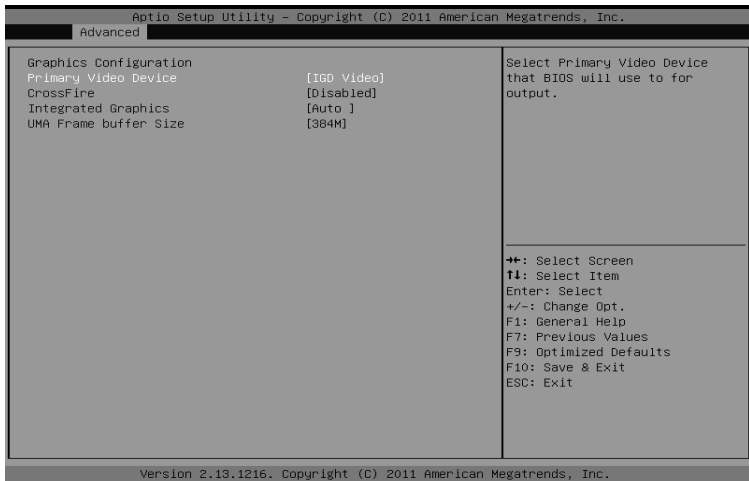 Aptio Setup Utility – Copyright (C) 2011 American Megatrends, Inc.
Advanced
Graphics Configuration
Primary Video Device [IGD Video]
CrossFire [Disabled]
Integrated Graphics [Auto ]
UMA Frame buffer Size [384M]
Select Primary Video Device
that BIOS will use to for
output.
→←: Select Screen
↑↓: Select Item
Enter: Select
+/-: Change Opt.
F1: General Help
F7: Previous Values
F9: Optimized Defaults
F10: Save & Exit
ESC: Exit
Version 2.13.1216. Copyright (C) 2011 American Megatrends, Inc.